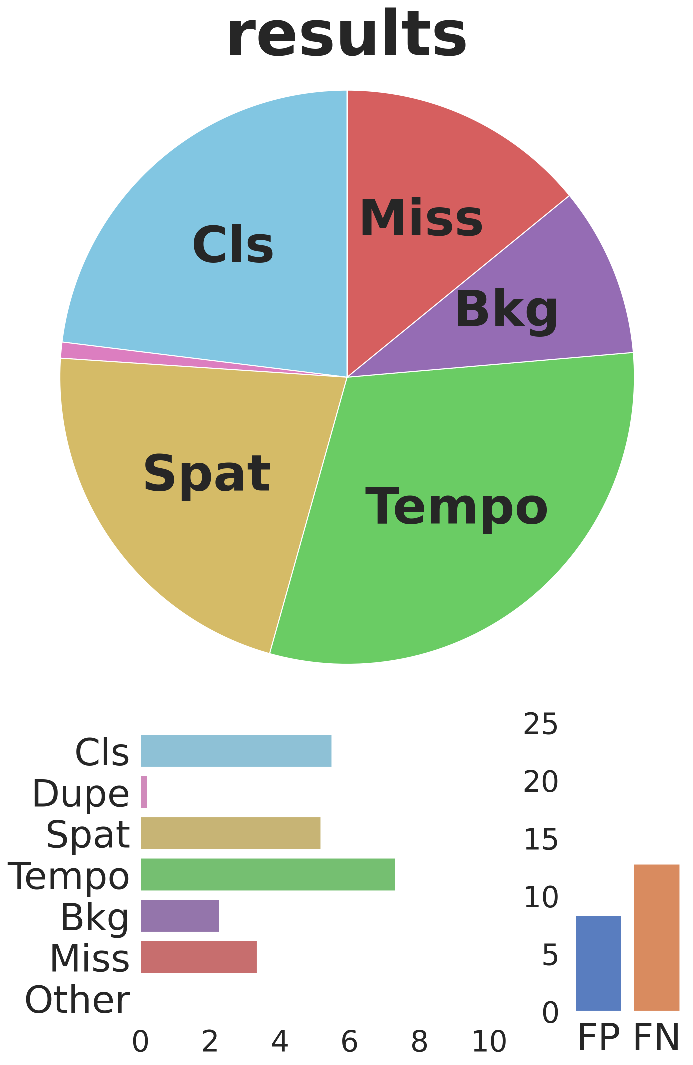 results
Miss
Cls
Bkg
Spat
Tempo
Cls
Dupe
Spat
Tempo
Bkg
Miss
Other
0 2 4 6 8 10
25
20
15
10
5
0
FP FN